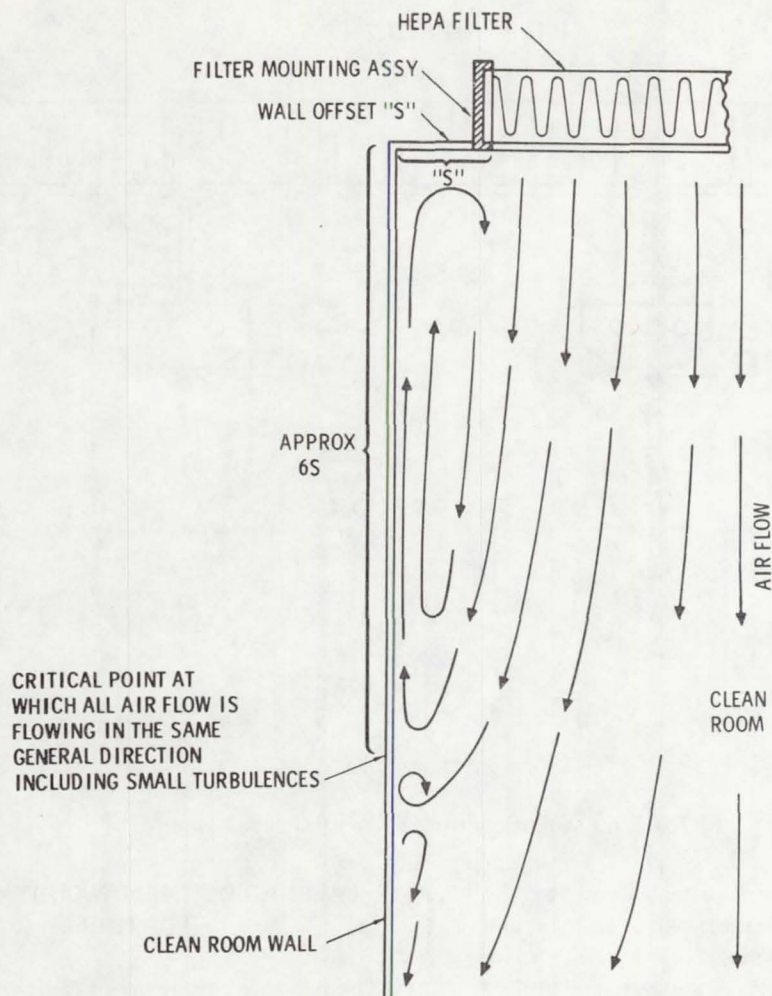 HEPA FILTER
FILTER MOUNTING ASSY
WALL OFFSET "S"
"S"
APPROX
6S
AIR FLOW
CRITICAL POINT AT
WHICH ALL AIR FLOW IS
FLOWING IN THE SAME
GENERAL DIRECTION
INCLUDING SMALL TURBULENCES
CLEAN
ROOM
CLEAN ROOM WALL